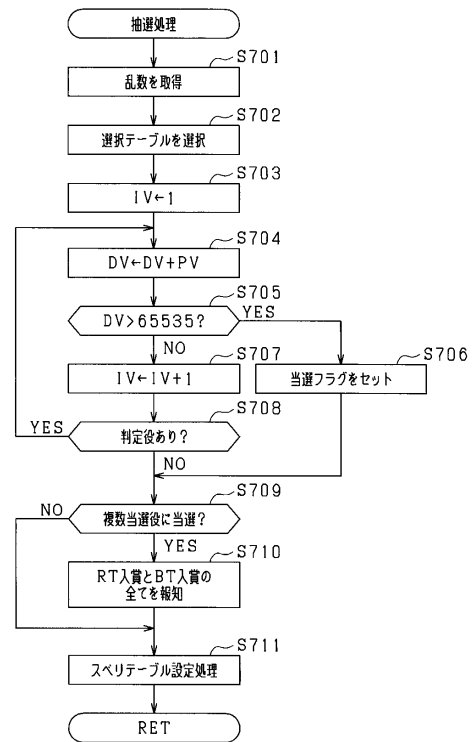 抽選処理
S701
乱数を取得
S702
選択テーブルを選択
S703
IV←1
S704
DV←DV+PV
S705
DV>65535?
YES
NO
S706
当選フラグをセット
S707
IV←IV+1
S708
判定役あり?
YES
NO
S709
複数当選役に当選?
NO
YES
S710
RT入賞とBT入賞の
全てを報知
S711
スベリテーブル設定処理
RET